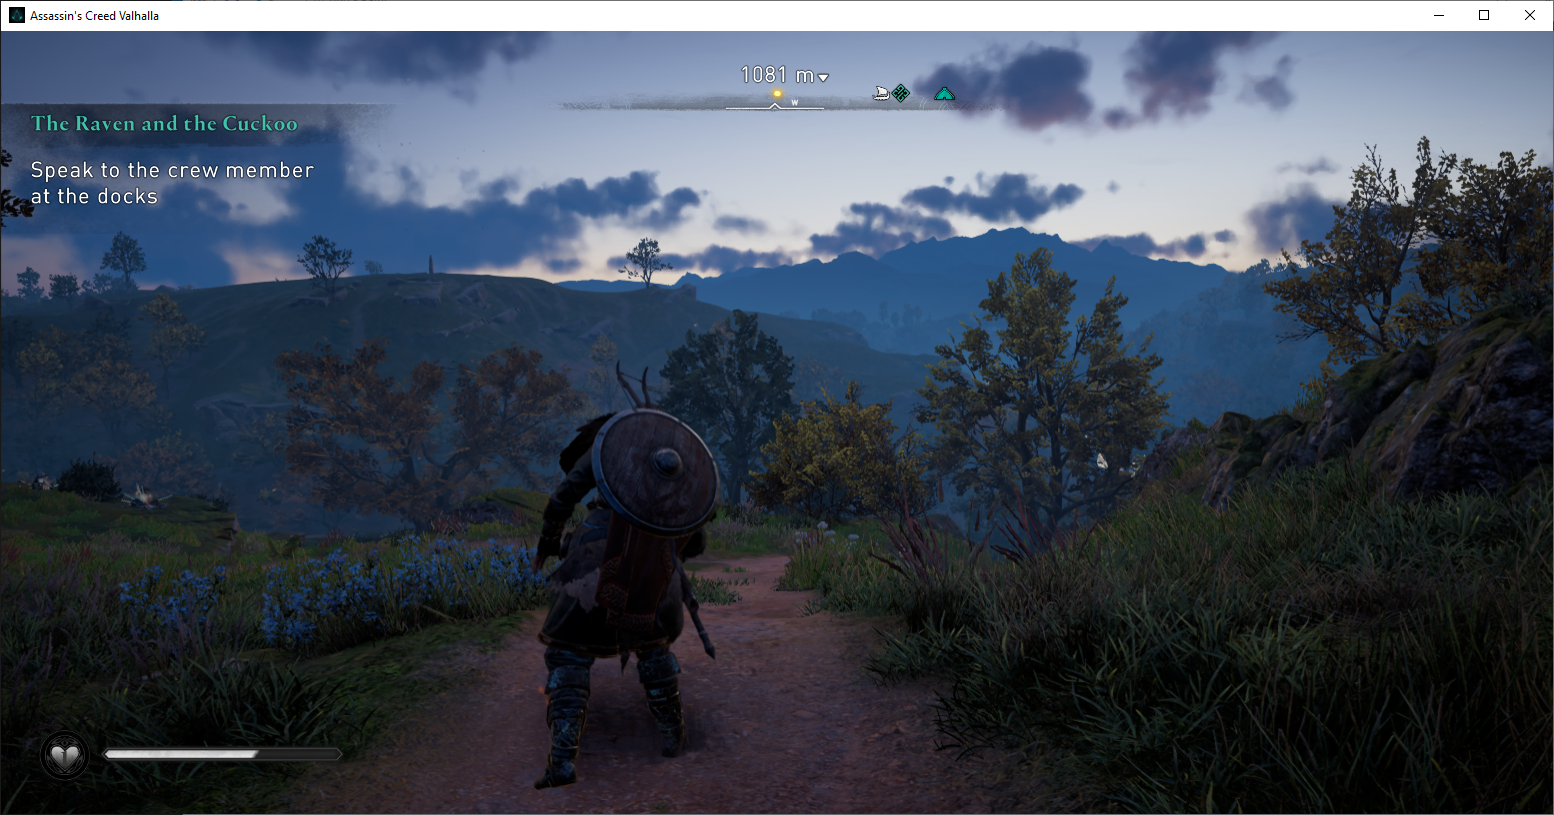 Assassin's Creed Valhalla
1081 m
W
The Raven and the Cuckoo
Speak to the crew member
at the docks